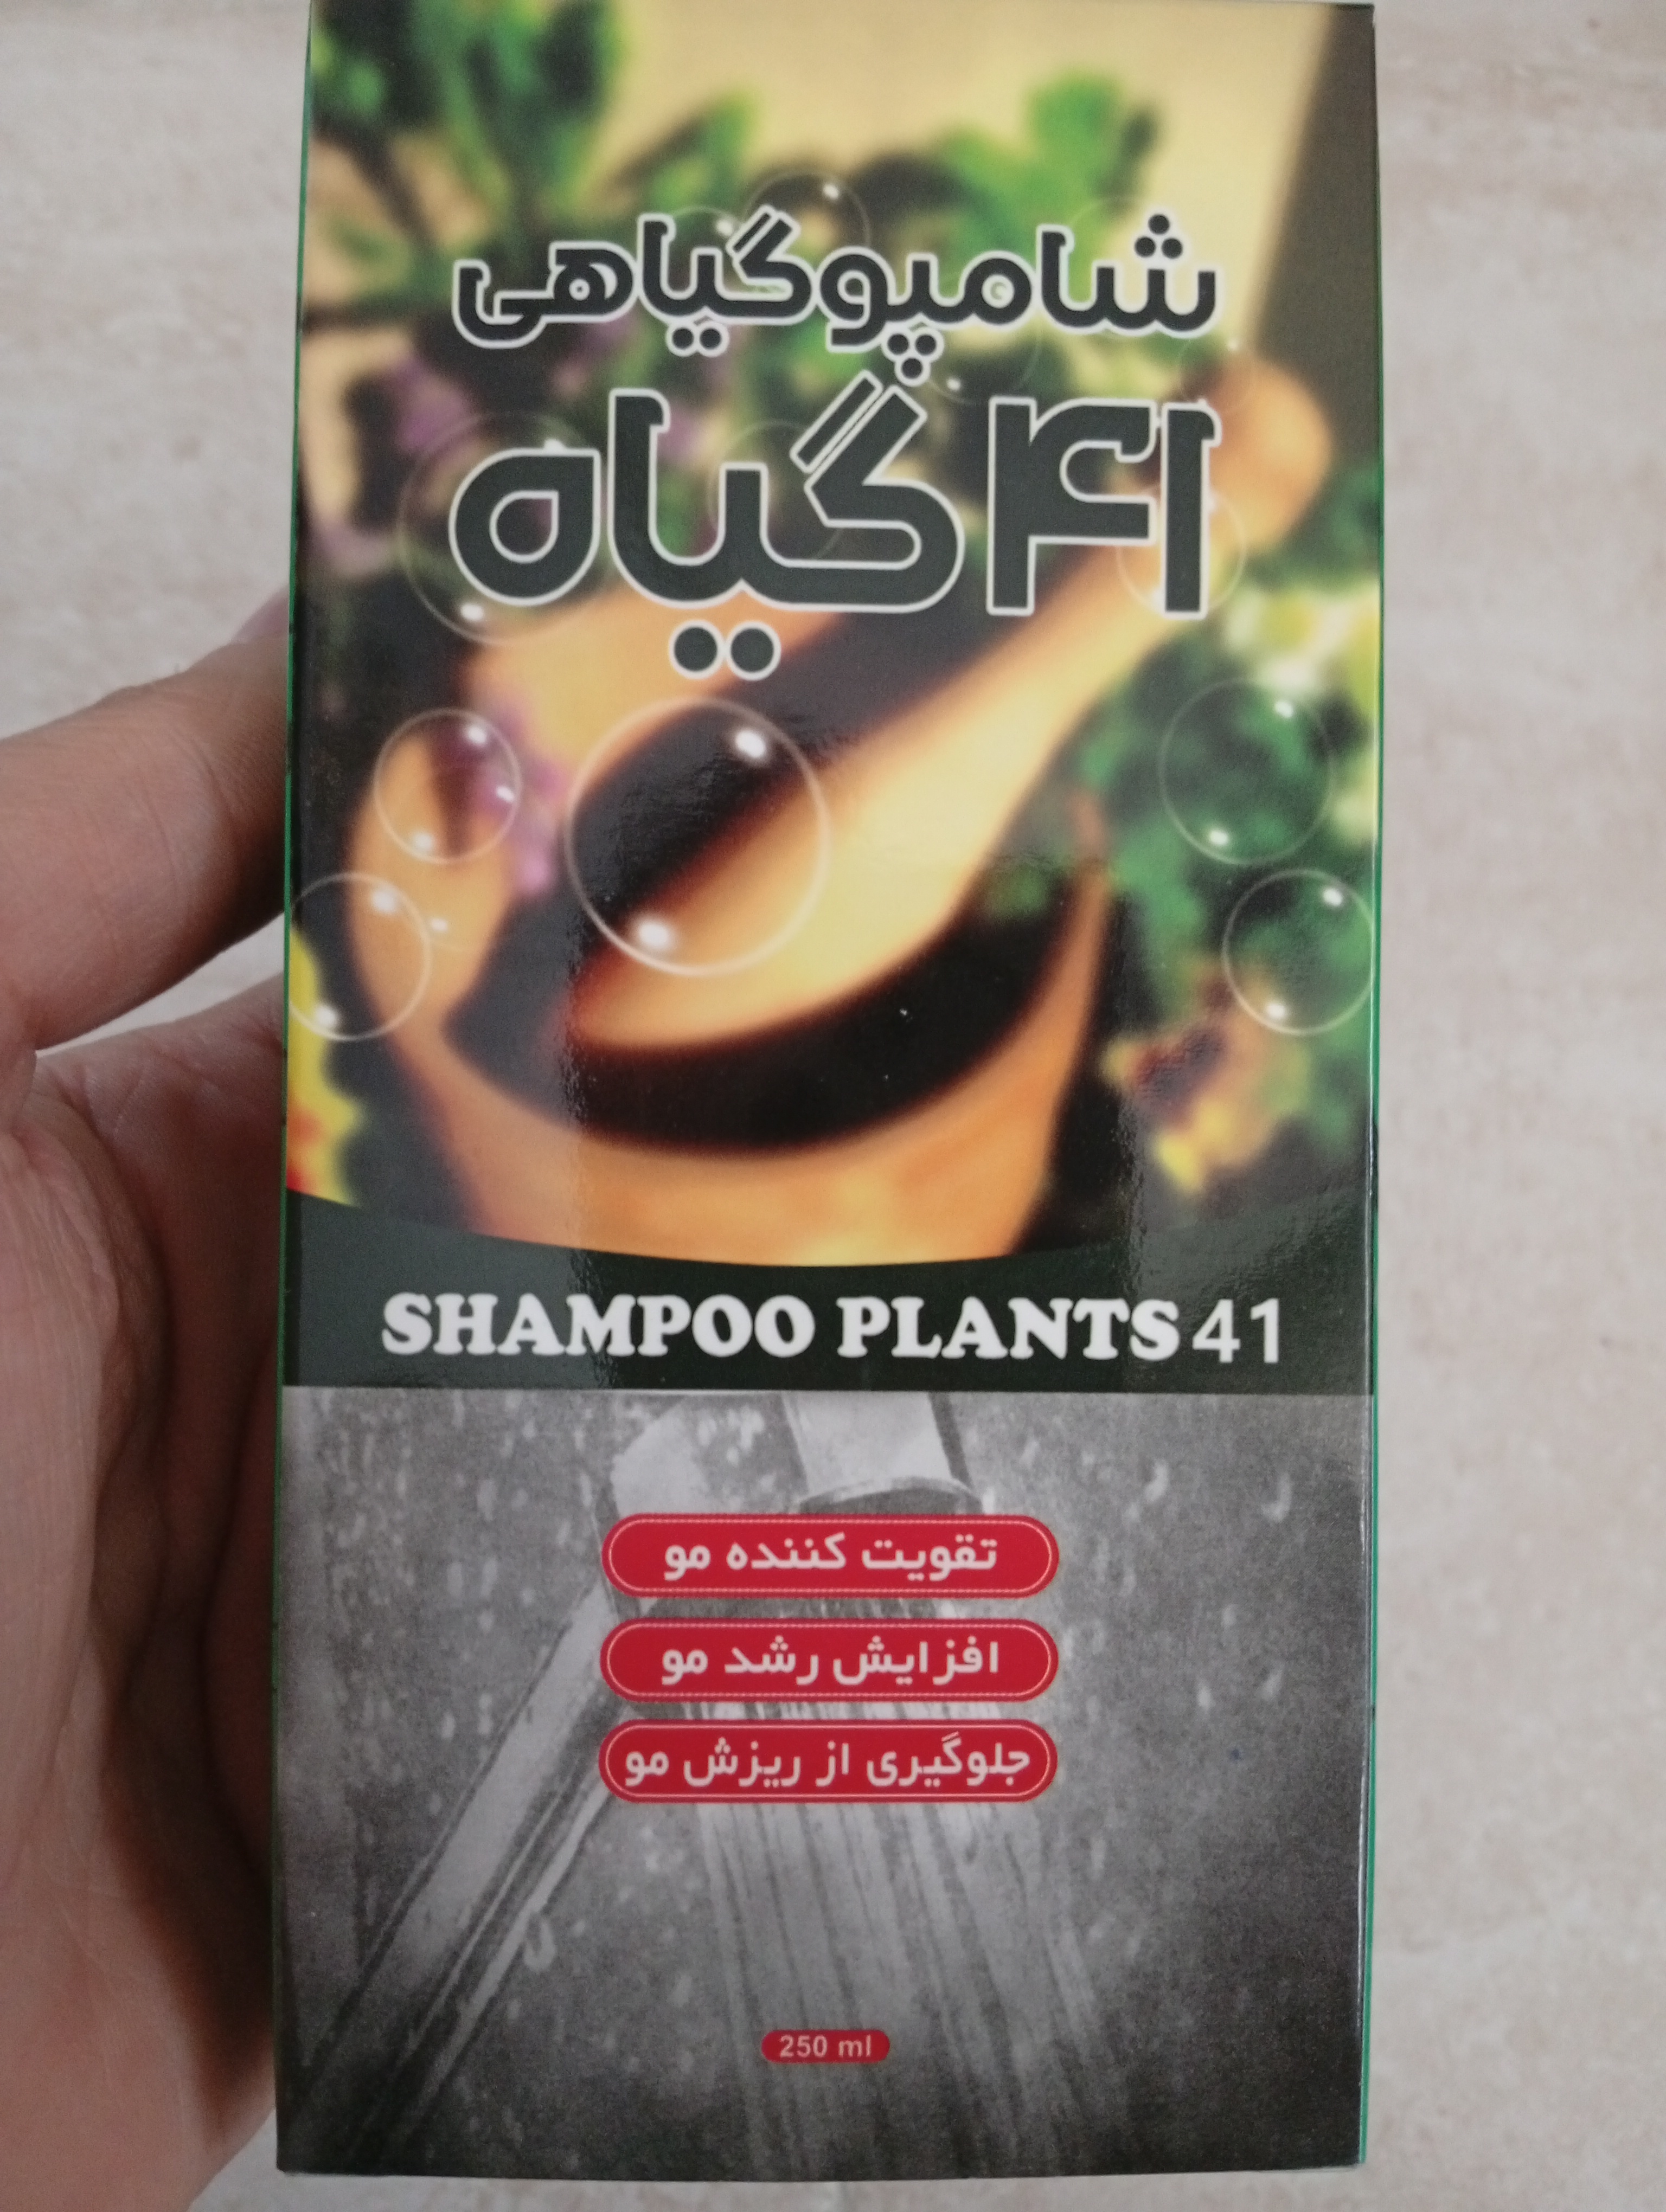 شامپو گیاهی
۴۱ گیاه
SHAMPOO PLANTS 41
تقویت کننده مو
افزایش رشد مو
جلوگیری از ریزش مو
250 ml